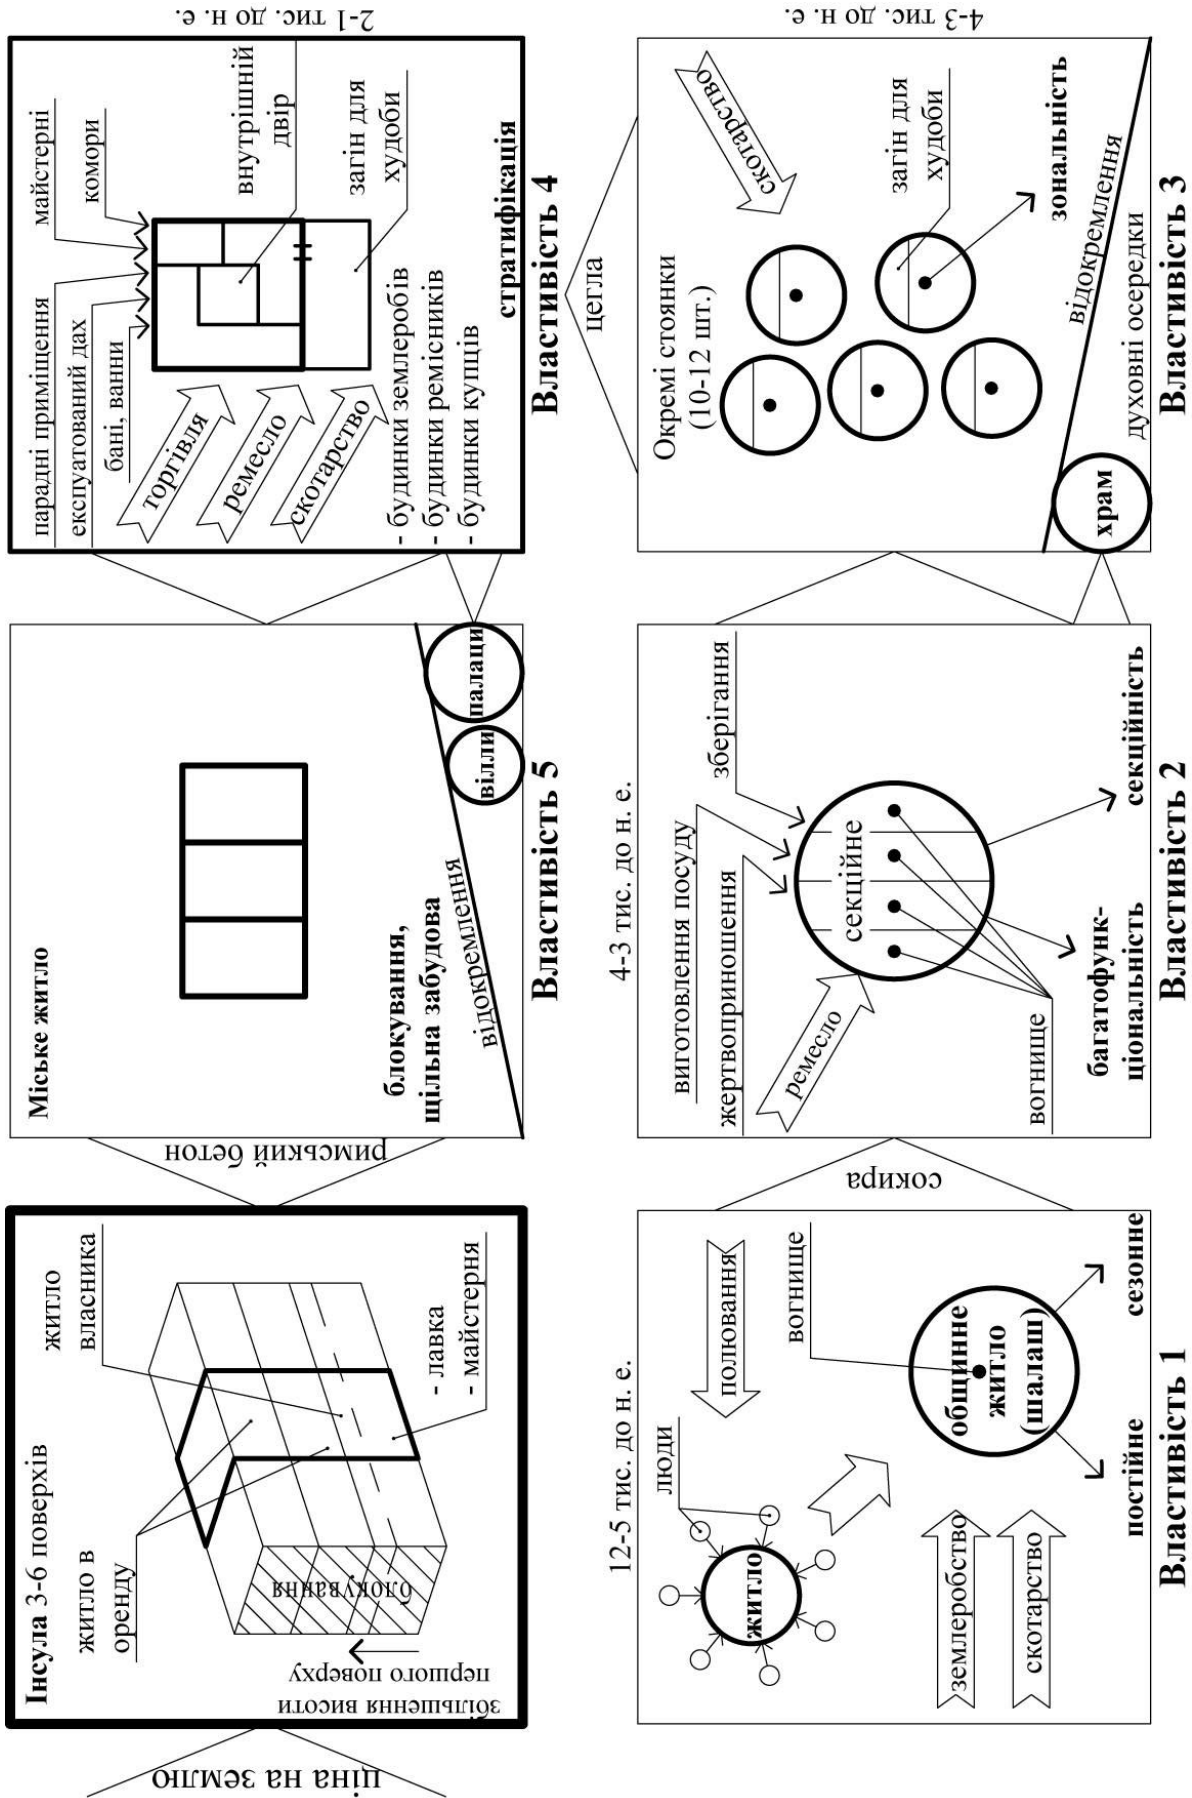 Інсула 3-6 поверхів
житло в
оренду
житло
власника
- лавка
- майстерня
блокування
збільшення висоти
першого поверху
ціна на землю
римський бетон
Міське житло
блокування,
щільна забудова
відокремлення
вілли
палаци
Властивість 5
2-1 тис. до н. е.
парадні приміщення
експуатований дах
бані, ванни
майстерні
комори
внутрішній
двір
загін для
худоби
торгівля
ремесло
скотарство
- будинки землеробів
- будинки ремісників
- будинки купців
стратифікація
Властивість 4
12-5 тис. до н. е.
люди
житло
полювання
вогнище
общинне
житло
(шалаш)
землеробство
скотарство
постійне
сезонне
Властивість 1
сокира
4-3 тис. до н. е.
виготовлення посуду
жертвоприношення
зберігання
ремесло
секційне
вогнище
багатофунк-
ціональність
секційність
Властивість 2
цегла
4-3 тис. до н. е.
Окремі стоянки
(10-12 шт.)
скотарство
загін для
худоби
зональність
відокремлення
храм
духовні осередки
Властивість 3